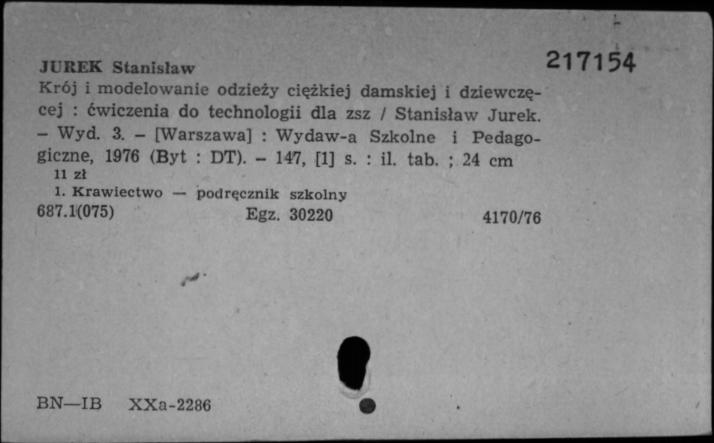 217154
JUREK Stanisław
Krój i modelowanie odzieży ciężkiej damskiej i dziewczę-
cej : ćwiczenia do technologii dla zsz / Stanisław Jurek.
— Wyd. 3. — [Warszawa] : Wydaw-a Szkolne i Pedago-
giczne, 1976 (Byt : DT). — 147, [1] s. : il. tab. ; 24 cm
11 zł
1. Krawiectwo — podręcznik szkolny
687.1(075) Egz. 30220 4170/76
BN—IB XXa-2286